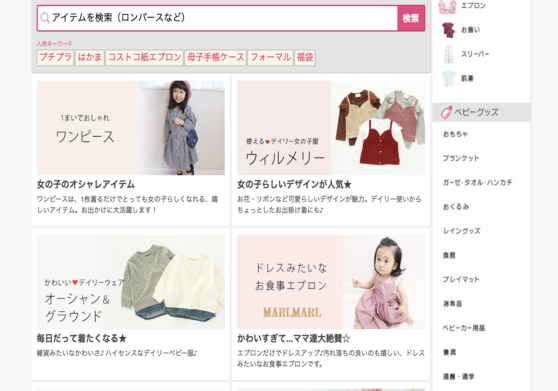 アイテムを検索（ロンパースなど）
検索
人気キーワード
プチプラ はかま コストコ紙エプロン 母子手帳ケース フォーマル 福袋
1まいでおしゃれ
ワンピース
女の子のオシャレアイテム
ワンピースは、1枚着るだけでとっても女の子らしくなれる、嬉
しいアイテム。お出かけに大活躍します！
使える♥デイリー女の子服
ウィルメリー
女の子らしいデザインが人気★
お花・リボンなど可愛らしいデザインが魅力。デイリー使いから
ちょっとしたお出掛け着にも♪
かわいい♥デイリーウェア
オーシャン＆
グラウンド
毎日だって着たくなる★
雑貨みたいなかわいさ♪ハイセンスなデイリーベビー服♪
ドレスみたいな
お食事エプロン
MARLMARL
かわいすぎて...ママ達大絶賛☆
エプロンだけでドレスアップ♪汚れ落ちの良いのも嬉しい、ドレス
みたいなお食事エプロンです。
エプロン
お祝い
スリーパー
肌着
ベビーグッズ
おもちゃ
ブランケット
ガーゼ・タオル・ハンカチ
おくるみ
レイングッズ
食器
プレイマット
消耗品
ベビーカー用品
寝具
通園・通学